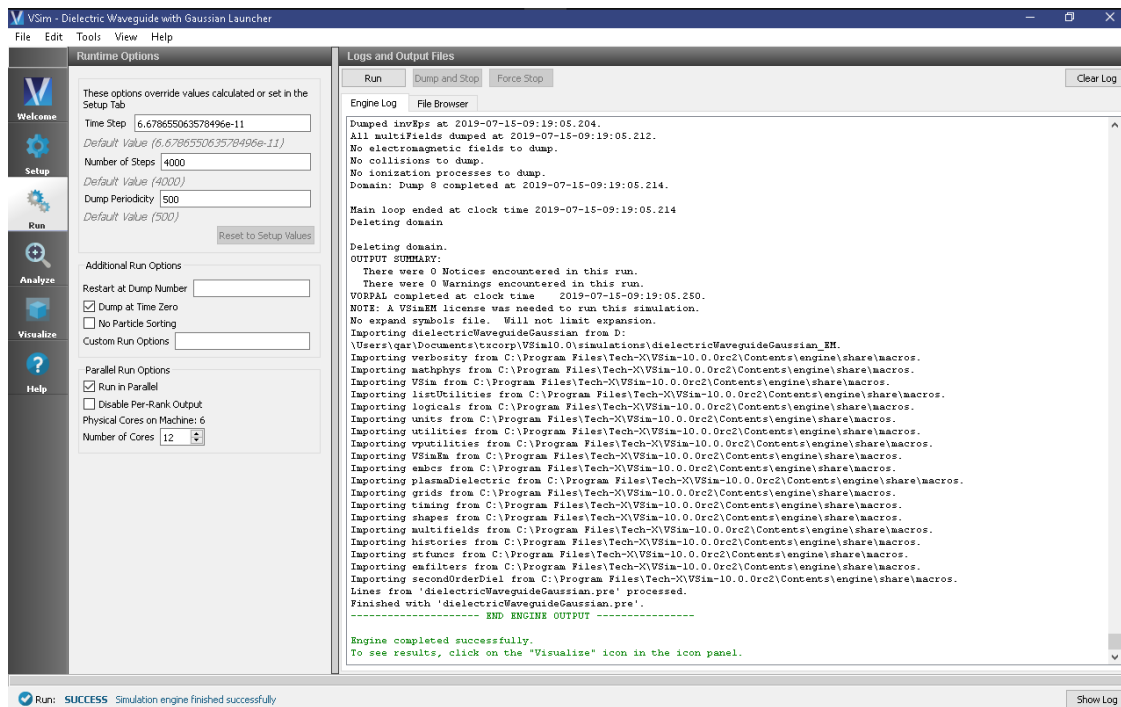 VSim - Dielectric Waveguide with Gaussian Launcher
File Edit Tools View Help
Runtime Options
Logs and Output Files
Welcome
Setup
Run
Analyze
Visualize
Help
These options override values calculated or set in the
Setup Tab
Time Step 6.678655063578496e-11
Default Value (6.678655063578496e-11)
Number of Steps 4000
Default Value (4000)
Dump Periodicity 500
Default Value (500)
Reset to Setup Values
Additional Run Options
Restart at Dump Number
Dump at Time Zero
No Particle Sorting
Custom Run Options
Parallel Run Options
Run in Parallel
Disable Per-Rank Output
Physical Cores on Machine: 6
Number of Cores 12
Run Dump and Stop Force Stop Clear Log
Engine Log File Browser
Dumped invEps at 2019-07-15-09:19:05.204.
All multiFields dumped at 2019-07-15-09:19:05.212.
No electromagnetic fields to dump.
No collisions to dump.
No ionization processes to dump.
Domain: Dump 8 completed at 2019-07-15-09:19:05.214.
Main loop ended at clock time 2019-07-15-09:19:05.214
Deleting domain
Deleting domain.
OUTPUT SUMMARY:
There were 0 Notices encountered in this run.
There were 0 Warnings encountered in this run.
VORPAL completed at clock time 2019-07-15-09:19:05.250.
NOTE: A VSimEM license was needed to run this simulation.
No expand symbols file. Will not limit expansion.
Importing dielectricWaveguideGaussian from D:
\Users\qar\Documents\txcorp\VSim10.0\simulations\dielectricWaveguideGaussian_EM.
Importing verbosity from C:\Program Files\Tech-X\VSim-10.0.0rc2\Contents\engine\share\macros.
Importing mathphys from C:\Program Files\Tech-X\VSim-10.0.0rc2\Contents\engine\share\macros.
Importing VSim from C:\Program Files\Tech-X\VSim-10.0.0rc2\Contents\engine\share\macros.
Importing listUtilities from C:\Program Files\Tech-X\VSim-10.0.0rc2\Contents\engine\share\macros.
Importing logicals from C:\Program Files\Tech-X\VSim-10.0.0rc2\Contents\engine\share\macros.
Importing units from C:\Program Files\Tech-X\VSim-10.0.0rc2\Contents\engine\share\macros.
Importing utilities from C:\Program Files\Tech-X\VSim-10.0.0rc2\Contents\engine\share\macros.
Importing vputilities from C:\Program Files\Tech-X\VSim-10.0.0rc2\Contents\engine\share\macros.
Importing VSimEm from C:\Program Files\Tech-X\VSim-10.0.0rc2\Contents\engine\share\macros.
Importing embcs from C:\Program Files\Tech-X\VSim-10.0.0rc2\Contents\engine\share\macros.
Importing plasmaDielectric from C:\Program Files\Tech-X\VSim-10.0.0rc2\Contents\engine\share\macros.
Importing grids from C:\Program Files\Tech-X\VSim-10.0.0rc2\Contents\engine\share\macros.
Importing timing from C:\Program Files\Tech-X\VSim-10.0.0rc2\Contents\engine\share\macros.
Importing shapes from C:\Program Files\Tech-X\VSim-10.0.0rc2\Contents\engine\share\macros.
Importing multifields from C:\Program Files\Tech-X\VSim-10.0.0rc2\Contents\engine\share\macros.
Importing histories from C:\Program Files\Tech-X\VSim-10.0.0rc2\Contents\engine\share\macros.
Importing stfuncs from C:\Program Files\Tech-X\VSim-10.0.0rc2\Contents\engine\share\macros.
Importing emfilters from C:\Program Files\Tech-X\VSim-10.0.0rc2\Contents\engine\share\macros.
Importing secondOrderDiel from C:\Program Files\Tech-X\VSim-10.0.0rc2\Contents\engine\share\macros.
Lines from 'dielectricWaveguideGaussian.pre' processed.
Finished with 'dielectricWaveguideGaussian.pre'.
--------------------- END ENGINE OUTPUT ----------------
Engine completed successfully.
To see results, click on the "Visualize" icon in the icon panel.
Run: SUCCESS Simulation engine finished successfully
Show Log